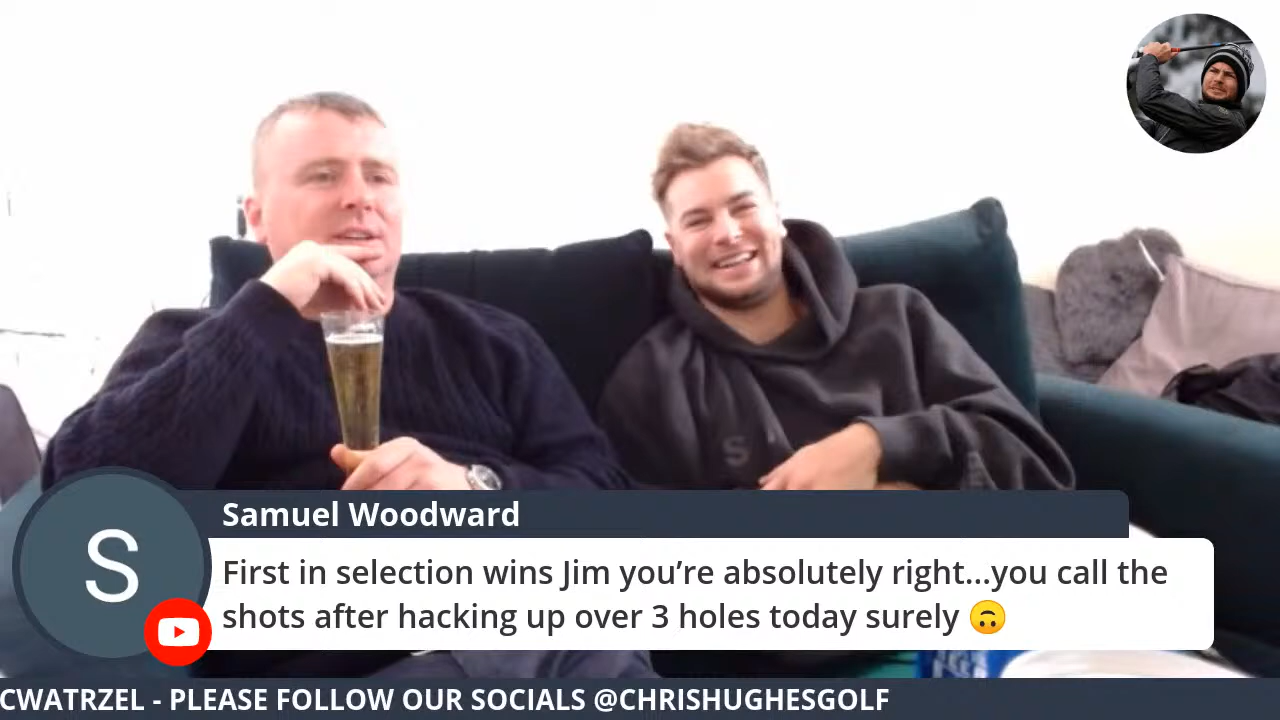 Samuel Woodward
S
First in selection wins Jim you’re absolutely right...you call the
shots after hacking up over 3 holes today surely 🙃
CWATRZEL - PLEASE FOLLOW OUR SOCIALS @CHRISHUGHESGOLF